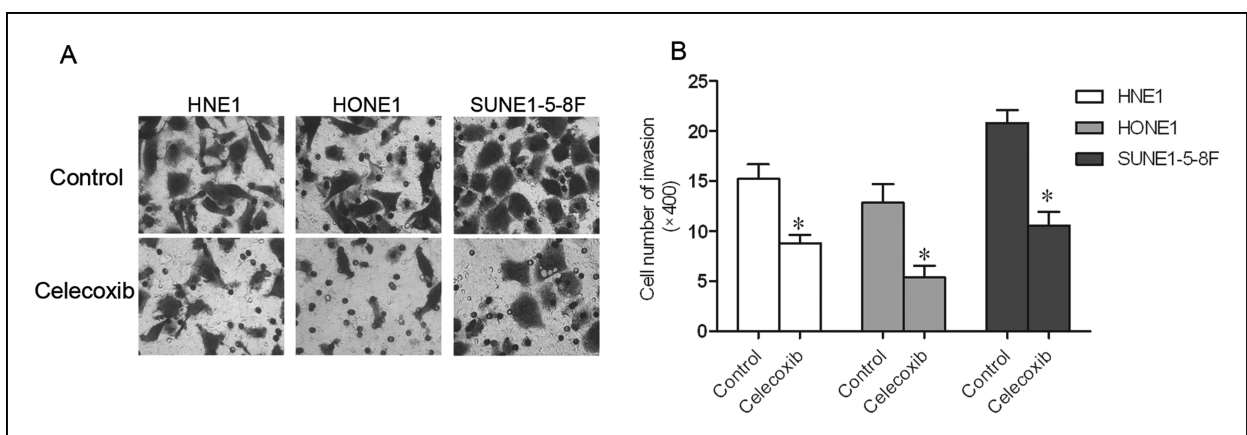 A
HNE1 HONE1 SUNE1-5-8F
Control
Celecoxib
B
Cell number of invasion
(×400)
25
20
15
10
5
0
* * *
Control Celecoxib Control Celecoxib Control Celecoxib
HNE1
HONE1
SUNE1-5-8F